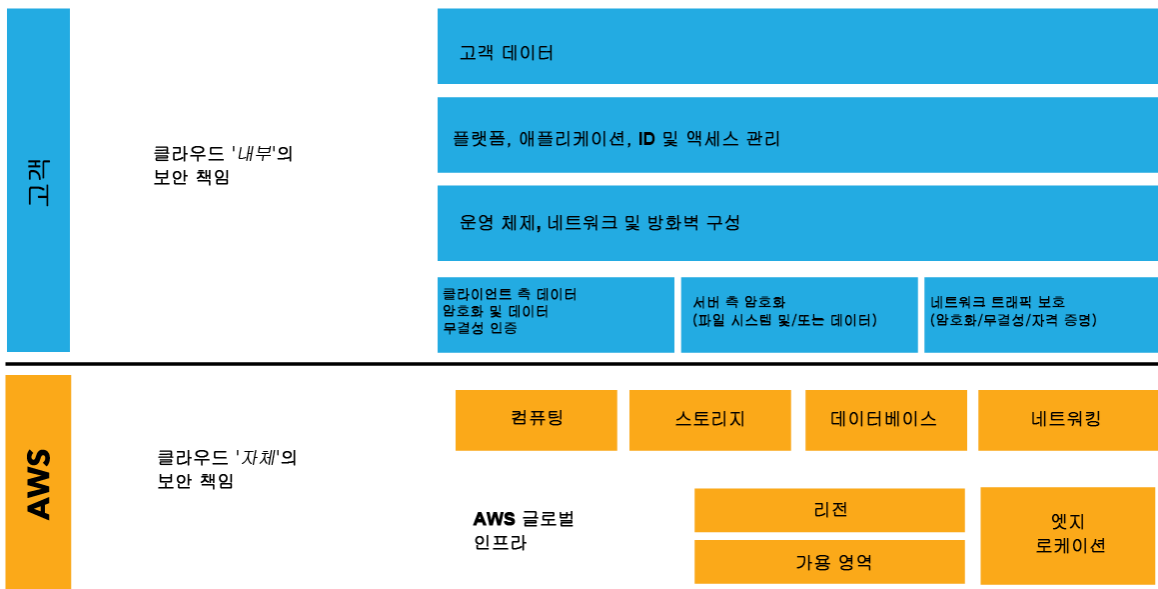 고객
클라우드 '내부'의
보안 책임
고객 데이터
플랫폼, 애플리케이션, ID 및 액세스 관리
운영 체제, 네트워크 및 방화벽 구성
클라이언트 측 데이터
암호화 및 데이터
무결성 인증
서버 측 암호화
(파일 시스템 및/또는 데이터)
네트워크 트래픽 보호
(암호화/무결성/자격 증명)
AWS
클라우드 '자체'의
보안 책임
컴퓨팅
스토리지
데이터베이스
네트워킹
AWS 글로벌
인프라
리전
가용 영역
엣지
로케이션